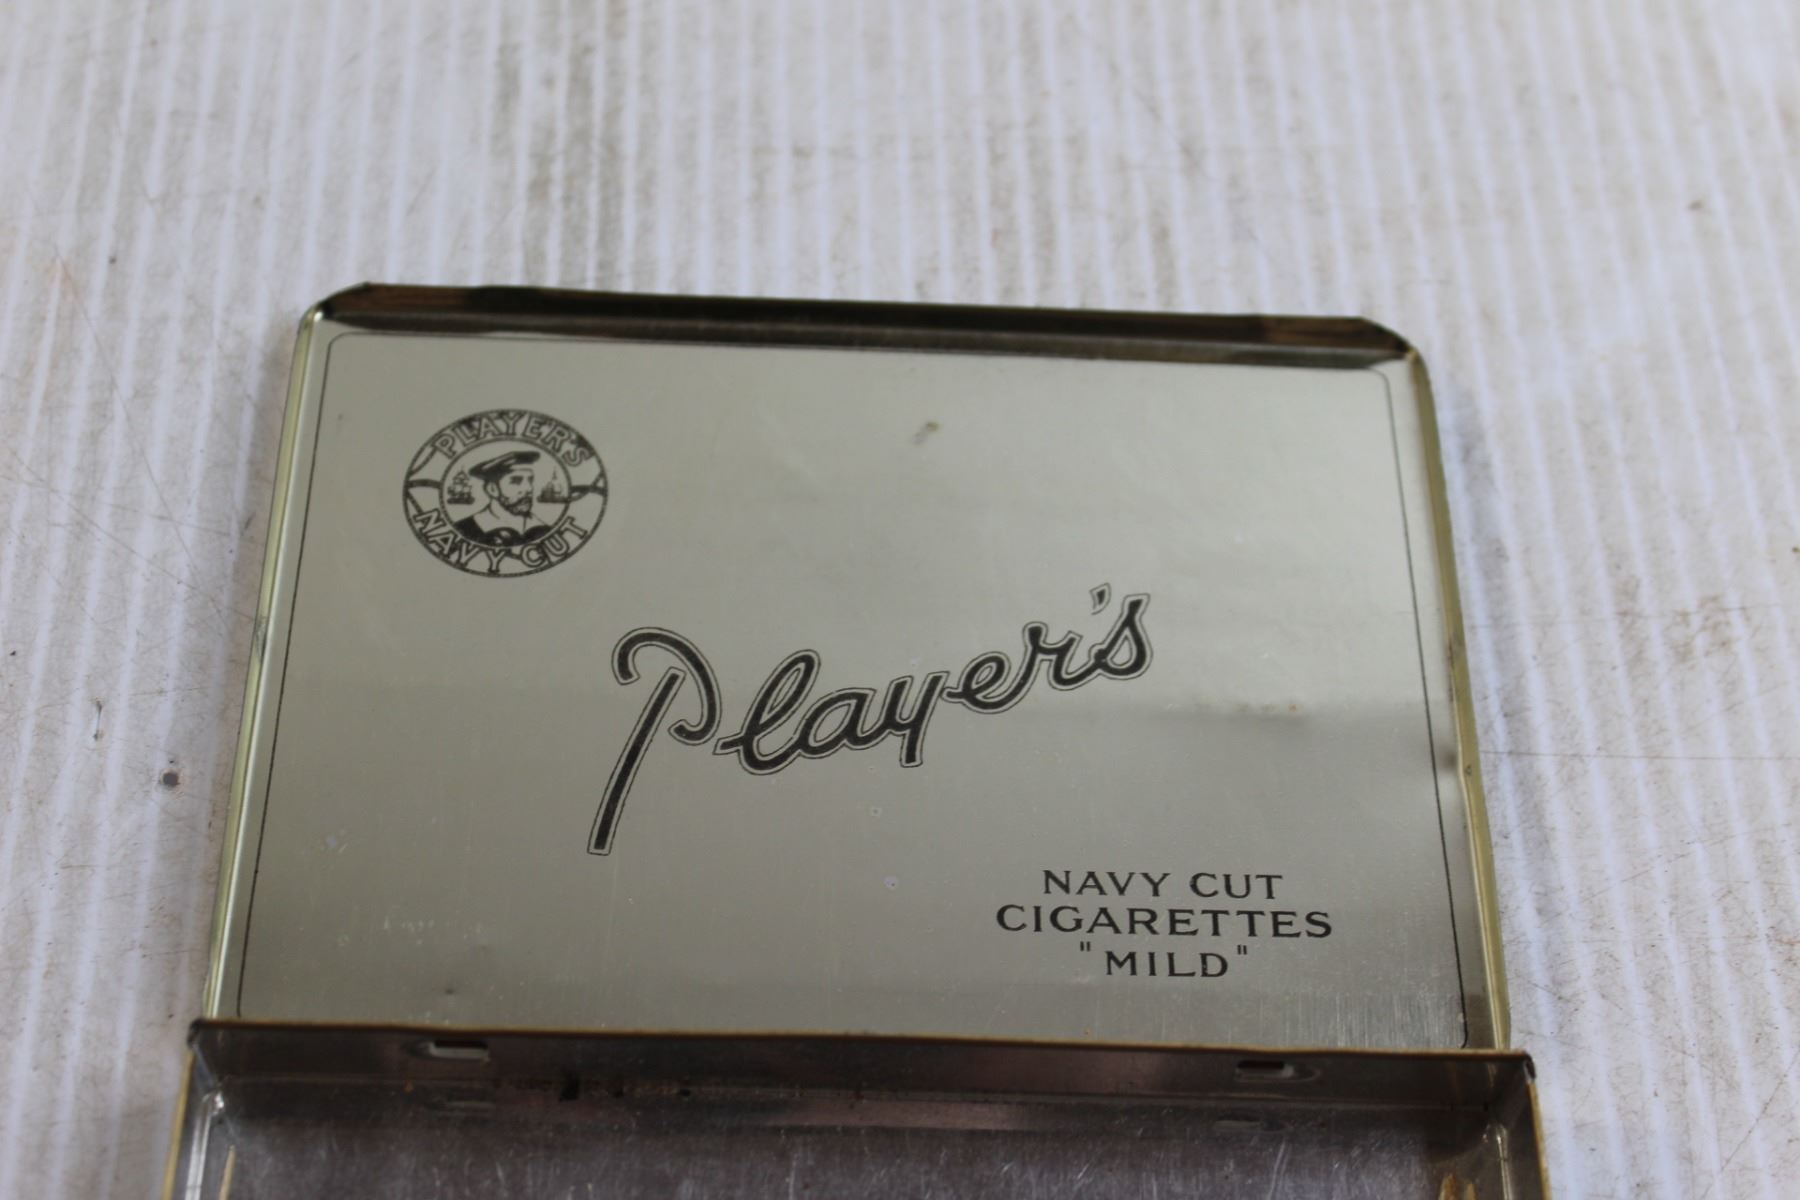 PLAYER'S
NAVY CUT
Player's
NAVY CUT
CIGARETTES
"MILD"